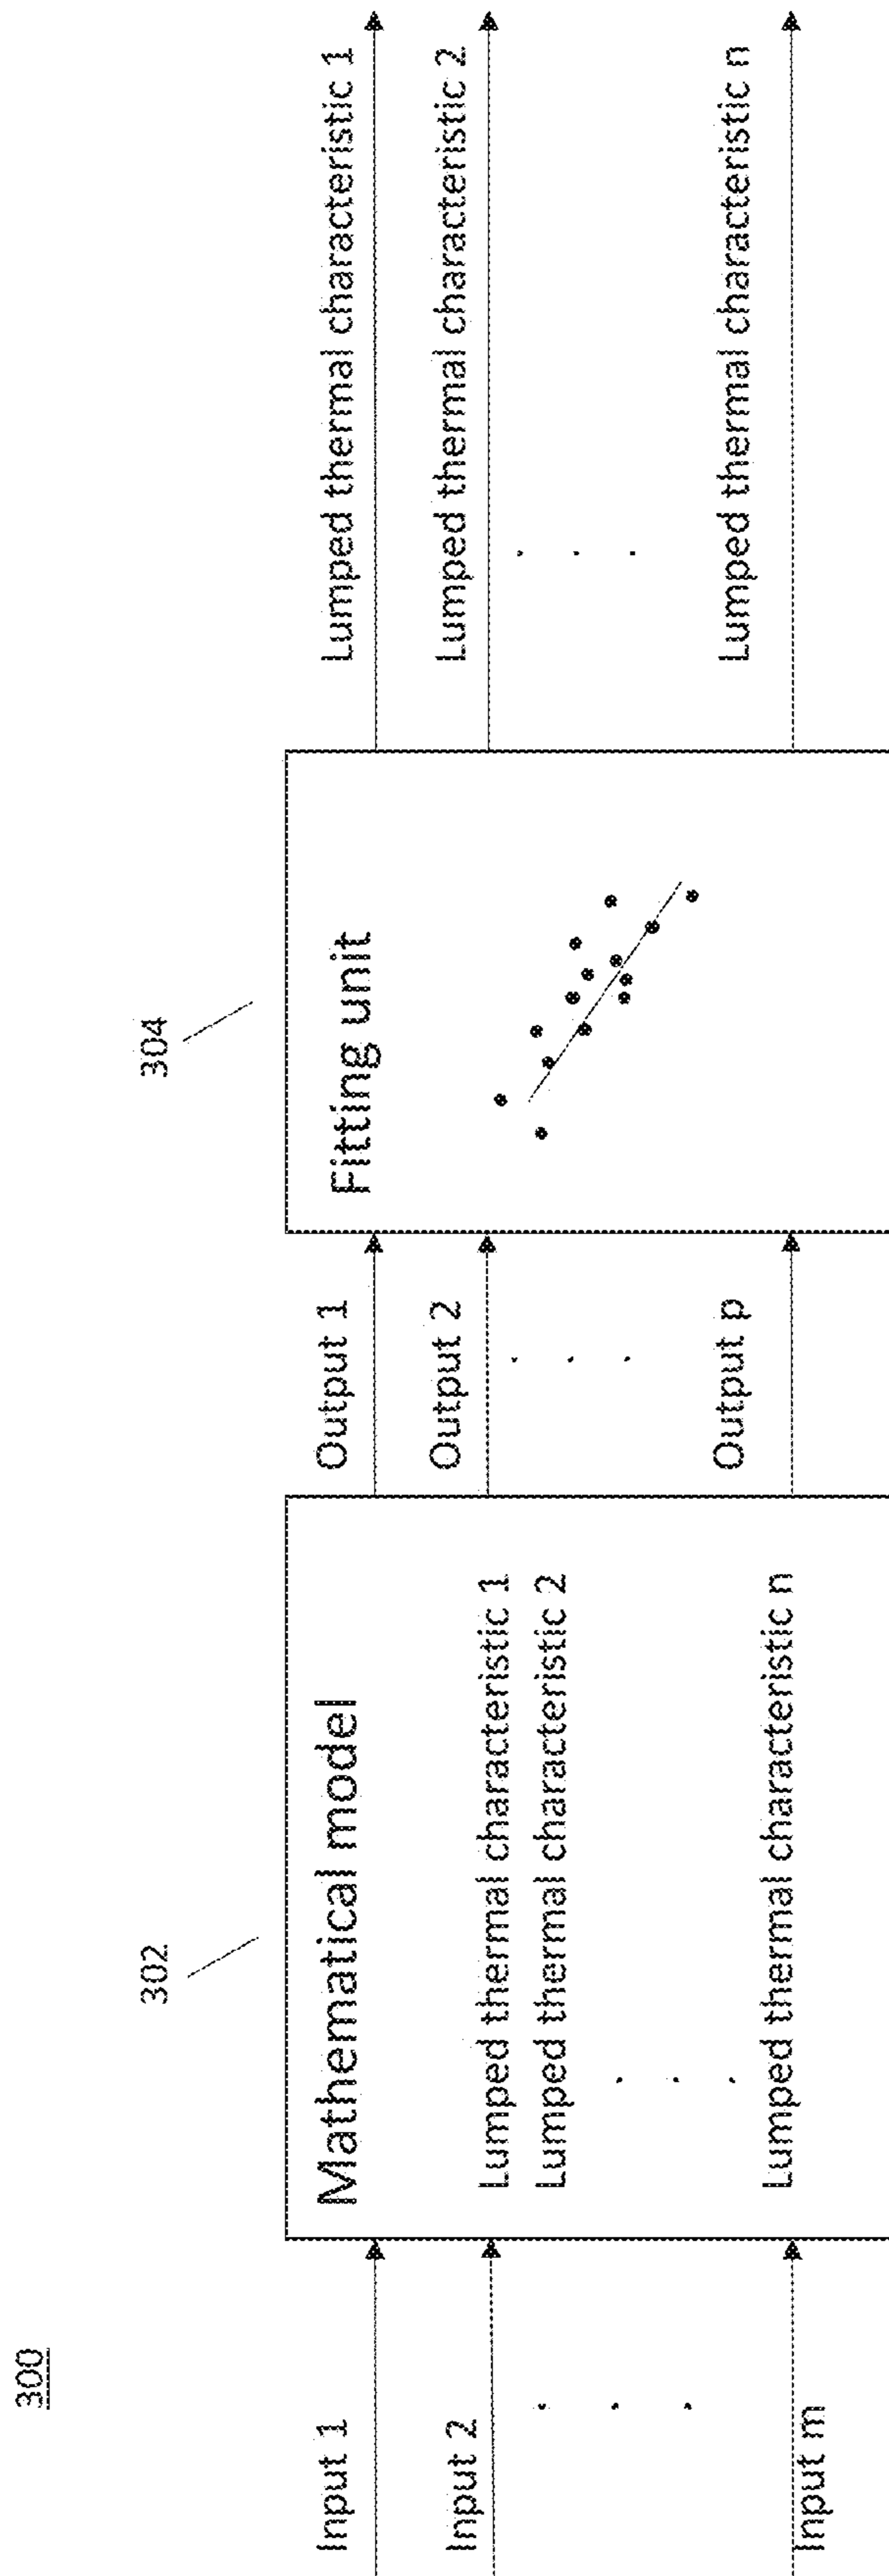 300
302
304
Input 1
Input 2
Input m
Mathematical model
Lumped thermal characteristic 1
Lumped thermal characteristic 2
Lumped thermal characteristic n
Output 1
Output 2
Output p
Fitting unit
Lumped thermal characteristic 1
Lumped thermal characteristic 2
Lumped thermal characteristic n